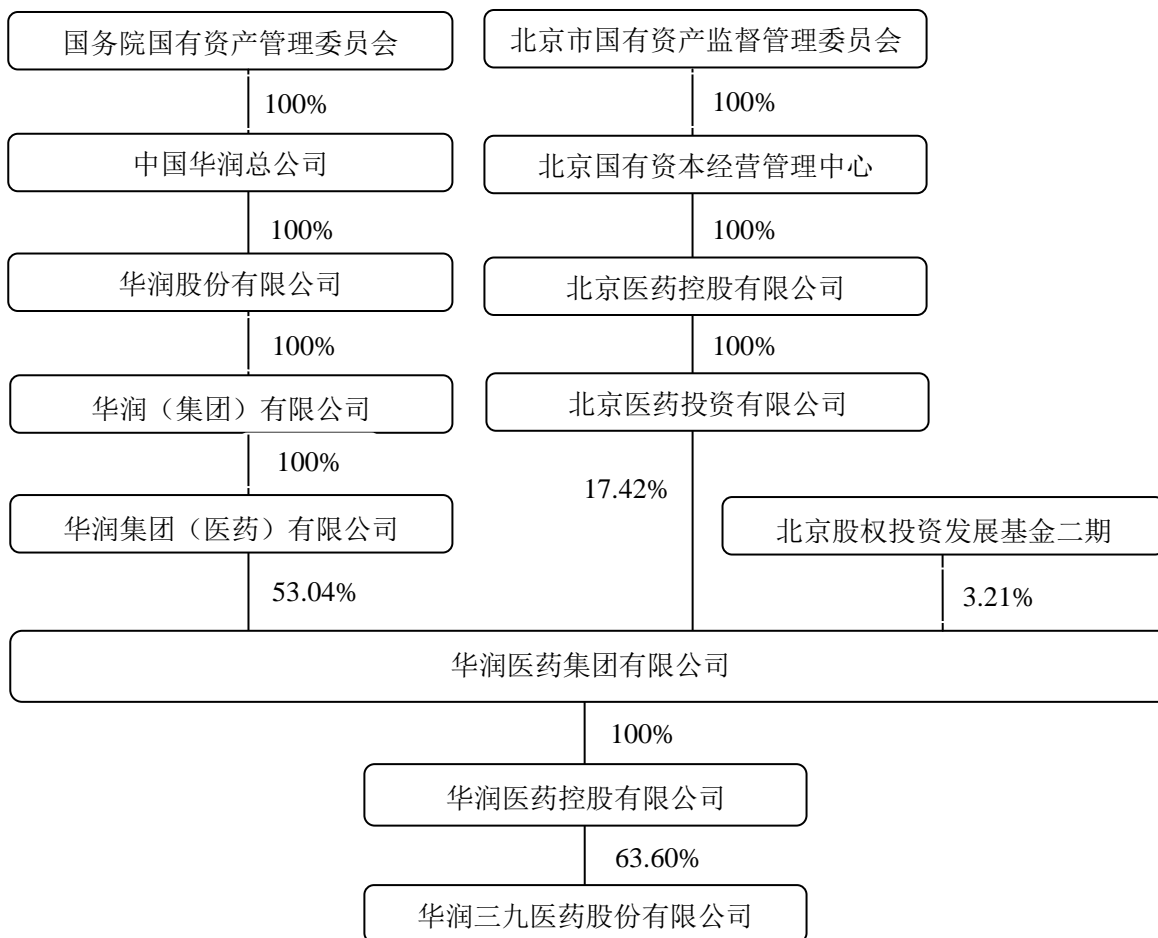 国务院国有资产管理委员会
北京市国有资产监督管理委员会
100%
100%
中国华润总公司
北京国有资本经营管理中心
100%
100%
华润股份有限公司
北京医药控股有限公司
100%
100%
华润（集团）有限公司
北京医药投资有限公司
100%
17.42%
华润集团（医药）有限公司
北京股权投资发展基金二期
53.04%
3.21%
华润医药集团有限公司
100%
华润医药控股有限公司
63.60%
华润三九医药股份有限公司